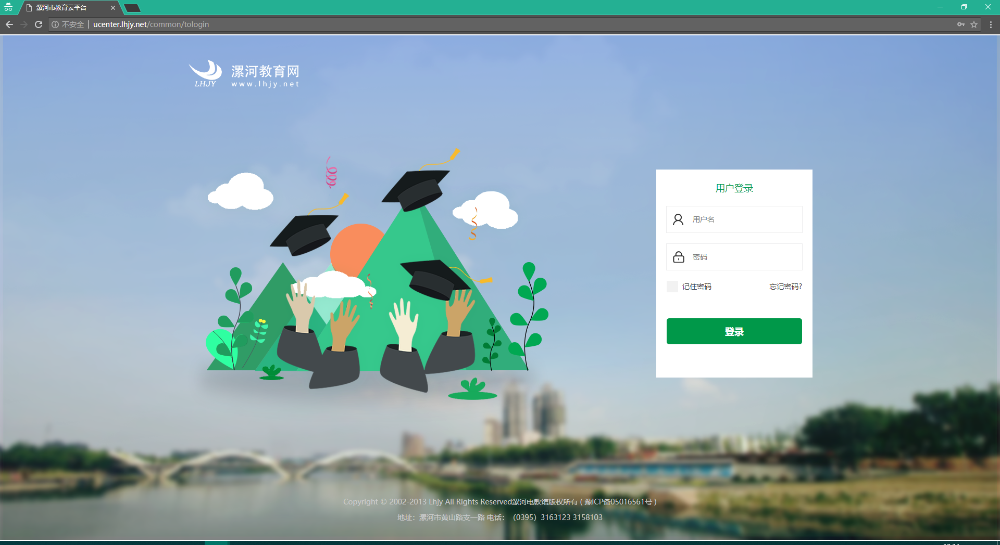 漯河市教育云平台
不安全 ucenter.lhjy.net/common/tologin
LHJY
漯河教育网
www.lhjy.net
用户登录
用户名
密码
记住密码 忘记密码?
登录
Copyright © 2002-2013 Lhjy All Rights Reserved漯河电教馆版权所有 ( 豫ICP备05016561号 )
地址：漯河市黄山路支一路 电话：（0395）3163123 3158103